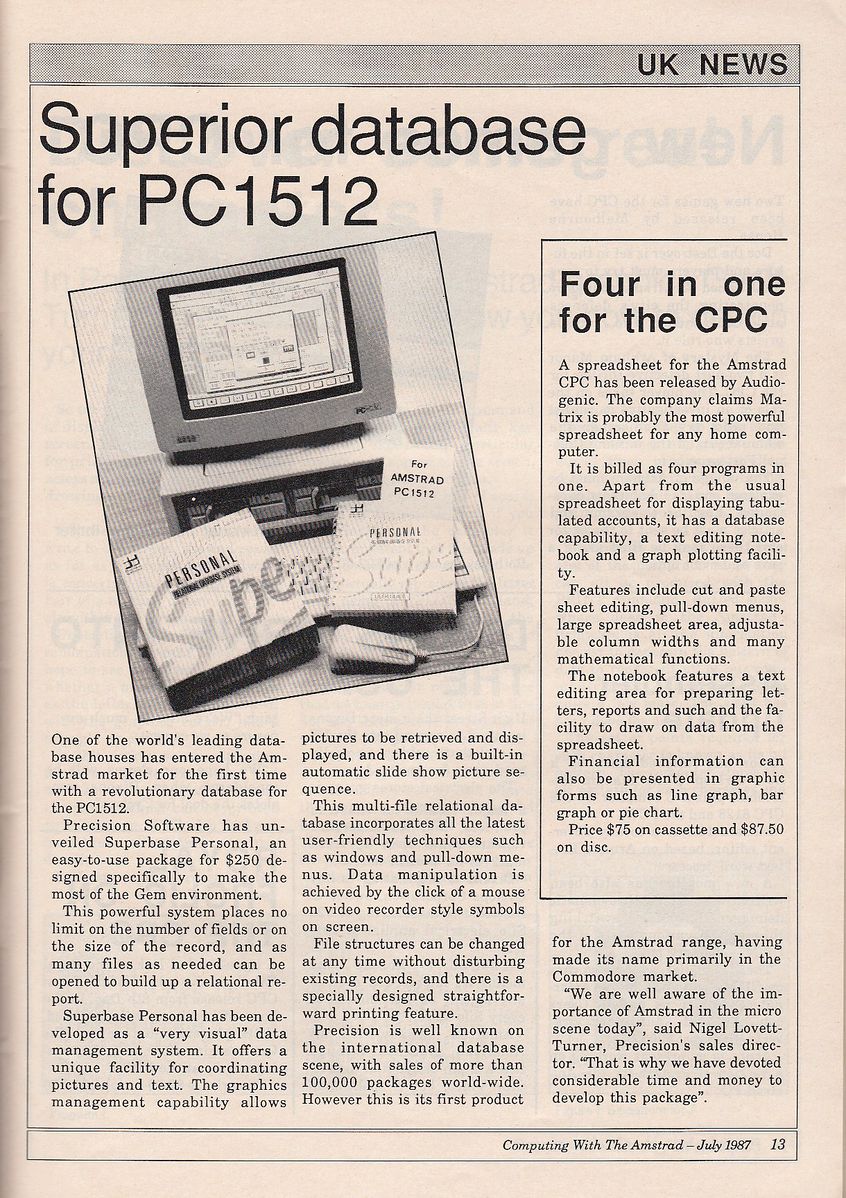 UK NEWS
Superior database
for PC1512
For
AMSTRAD
PC1512
PERSONAL
RELATIONAL DATABASE SYSTEM
Supe
PERSONAL
Supe
One of the world's leading data-
base houses has entered the Am-
strad market for the first time
with a revolutionary database for
the PC1512.
Precision Software has un-
veiled Superbase Personal, an
easy-to-use package for $250 de-
signed specifically to make the
most of the Gem environment.
This powerful system places no
limit on the number of fields or on
the size of the record, and as
many files as needed can be
opened to build up a relational re-
port.
Superbase Personal has been de-
veloped as a “very visual” data
management system. It offers a
unique facility for coordinating
pictures and text. The graphics
management capability allows
pictures to be retrieved and dis-
played, and there is a built-in
automatic slide show picture se-
quence.
This multi-file relational da-
tabase incorporates all the latest
user-friendly techniques such
as windows and pull-down me-
nus. Data manipulation is
achieved by the click of a mouse
on video recorder style symbols
on screen.
File structures can be changed
at any time without disturbing
existing records, and there is a
specially designed straightfor-
ward printing feature.
Precision is well known on
the international database
scene, with sales of more than
100,000 packages world-wide.
However this is its first product
for the Amstrad range, having
made its name primarily in the
Commodore market.
“We are well aware of the im-
portance of Amstrad in the micro
scene today”, said Nigel Lovett-
Turner, Precision's sales direc-
tor. “That is why we have devoted
considerable time and money to
develop this package”.
Four in one
for the CPC
A spreadsheet for the Amstrad
CPC has been released by Audio-
genic. The company claims Ma-
trix is probably the most powerful
spreadsheet for any home com-
puter.
It is billed as four programs in
one. Apart from the usual
spreadsheet for displaying tabu-
lated accounts, it has a database
capability, a text editing note-
book and a graph plotting facili-
ty.
Features include cut and paste
sheet editing, pull-down menus,
large spreadsheet area, adjusta-
ble column widths and many
mathematical functions.
The notebook features a text
editing area for preparing let-
ters, reports and such and the fa-
cility to draw on data from the
spreadsheet.
Financial information can
also be presented in graphic
forms such as line graph, bar
graph or pie chart.
Price $75 on cassette and $87.50
on disc.
Computing With The Amstrad – July 1987 13